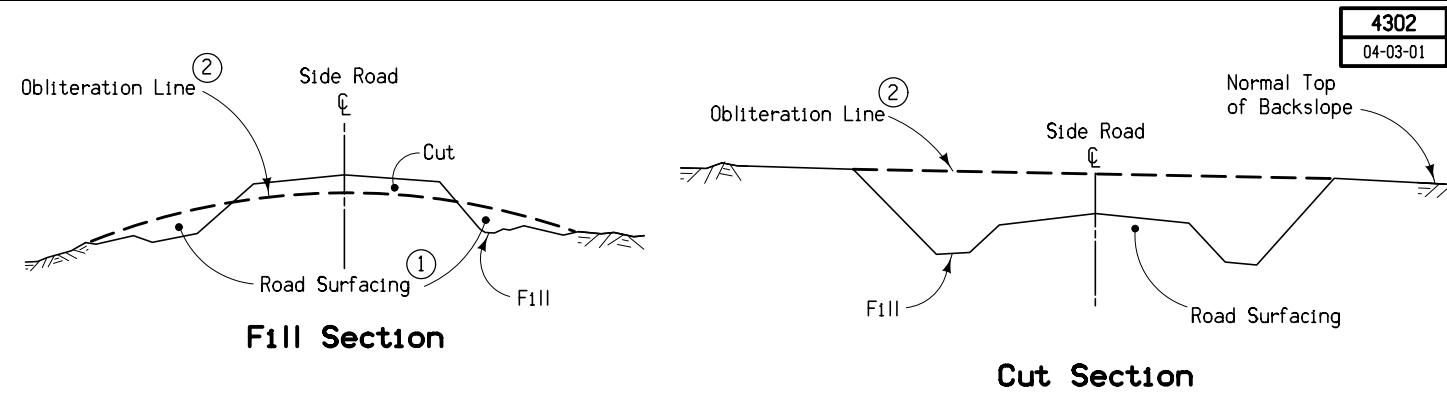 4302
04-03-01
Obliteration Line ②
Side Road
℄
Cut
Road Surfacing ①
Fill
Fill Section
Obliteration Line ②
Side Road
℄
Normal Top
of Backslope
Fill
Road Surfacing
Cut Section